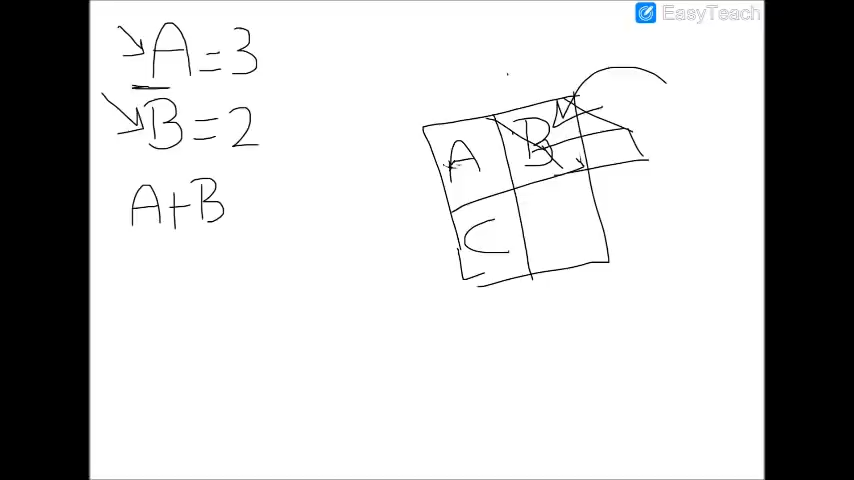 EasyTeach
A=3
B=2
A+B
A B
C